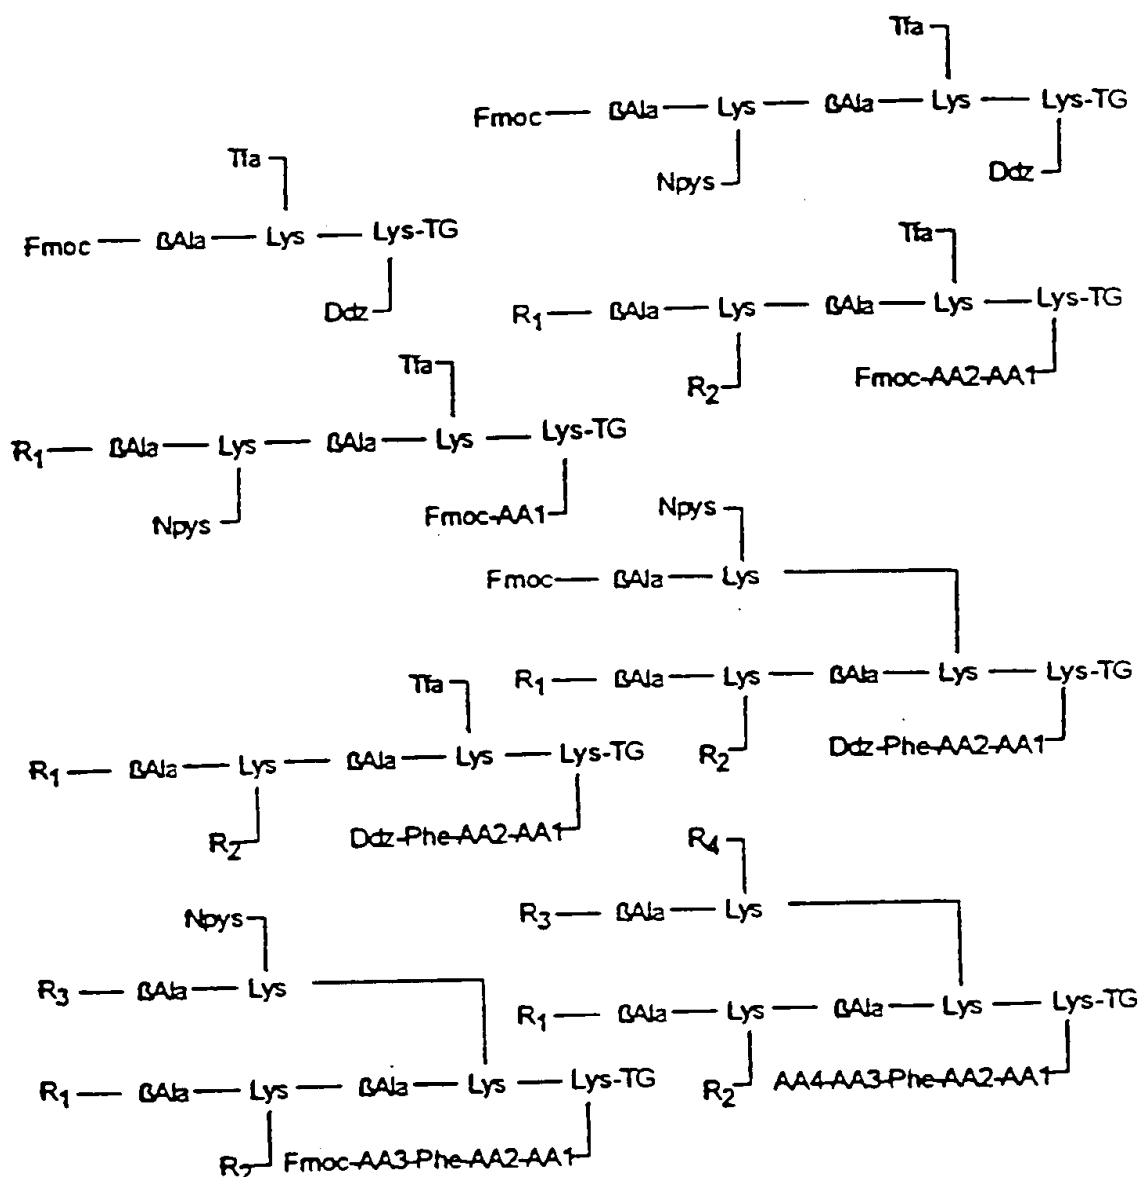 Tfa
Fmoc — βAla — Lys — βAla — Lys — Lys-TG
Npys Ddz
Tfa
Fmoc — βAla — Lys — Lys-TG
Ddz
Tfa
R1 — βAla — Lys — βAla — Lys — Lys-TG
R2 Fmoc-AA2-AA1
Tfa
R1 — βAla — Lys — βAla — Lys — Lys-TG
Npys Fmoc-AA1
Npys
Fmoc — βAla — Lys
R1 — βAla — Lys — βAla — Lys — Lys-TG
R2 Ddz-Phe-AA2-AA1
Tfa
R1 — βAla — Lys — βAla — Lys — Lys-TG
R2 Ddz-Phe-AA2-AA1
R4
R3 — βAla — Lys
R1 — βAla — Lys — βAla — Lys — Lys-TG
R2 AA4-AA3-Phe-AA2-AA1
Npys
R3 — βAla — Lys
R1 — βAla — Lys — βAla — Lys — Lys-TG
R2 Fmoc-AA3-Phe-AA2-AA1